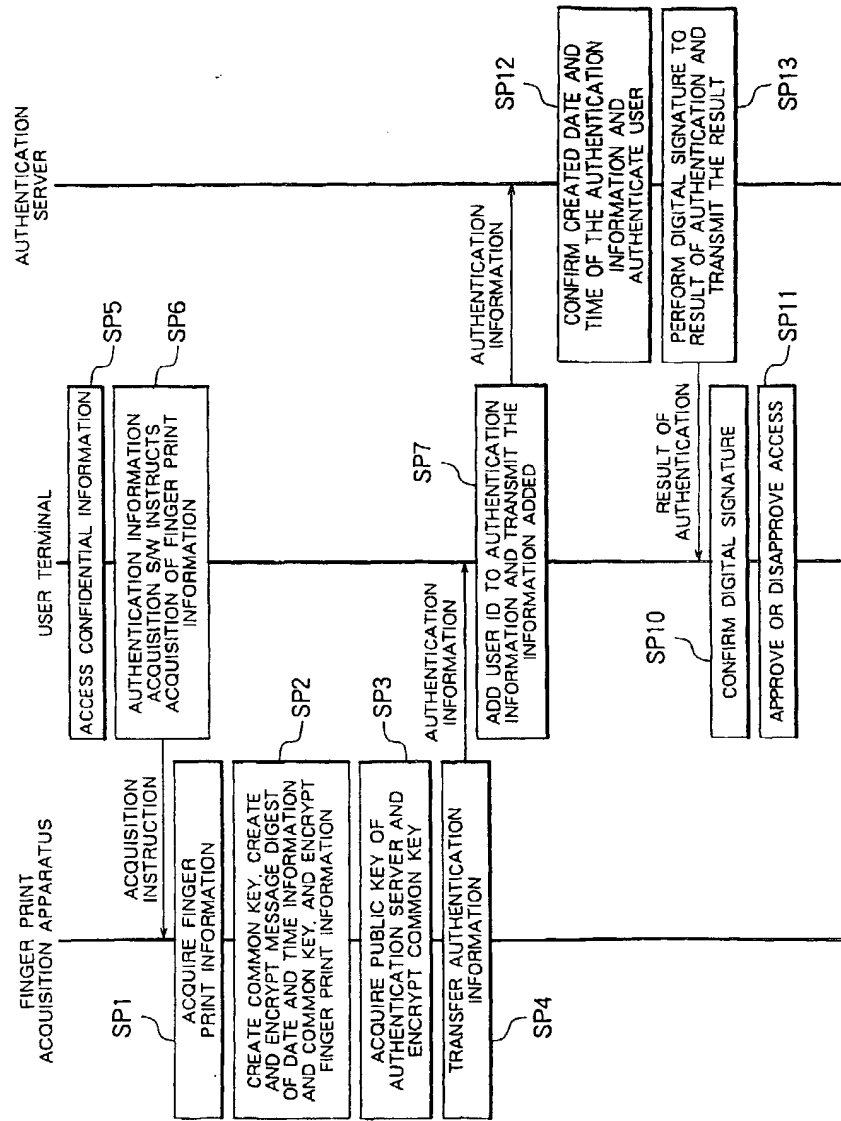 FINGER PRINT
ACQUISITION APPARATUS
USER TERMINAL
AUTHENTICATION
SERVER
ACCESS CONFIDENTIAL INFORMATION
SP5
AUTHENTICATION INFORMATION
ACQUISITION S/W INSTRUCTS
ACQUISITION OF FINGER PRINT
INFORMATION
SP6
ACQUISITION
INSTRUCTION
SP1
ACQUIRE FINGER
PRINT INFORMATION
CREATE COMMON KEY, CREATE
AND ENCRYPT MESSAGE DIGEST
OF DATE AND TIME INFORMATION
AND COMMON KEY, AND ENCRYPT
FINGER PRINT INFORMATION
SP2
ACQUIRE PUBLIC KEY OF
AUTHENTICATION SERVER AND
ENCRYPT COMMON KEY
SP3
TRANSFER AUTHENTICATION
INFORMATION
SP4
AUTHENTICATION
INFORMATION
ADD USER ID TO AUTHENTICATION
INFORMATION AND TRANSMIT THE
INFORMATION ADDED
SP7
AUTHENTICATION
INFORMATION
CONFIRM CREATED DATE AND
TIME OF THE AUTHENTICATION
INFORMATION AND
AUTHENTICATE USER
SP12
PERFORM DIGITAL SIGNATURE TO
RESULT OF AUTHENTICATION AND
TRANSMIT THE RESULT
SP13
RESULT OF
AUTHENTICATION
SP10
CONFIRM DIGITAL SIGNATURE
APPROVE OR DISAPPROVE ACCESS
SP11